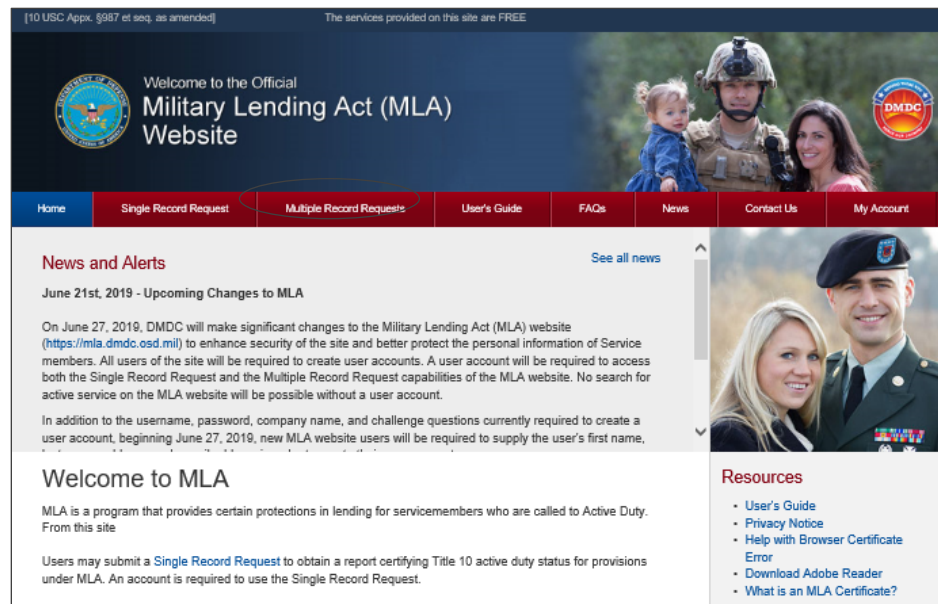 [10 USC Appx. §987 et seq. as amended]
The services provided on this site are FREE
Welcome to the Official
Military Lending Act (MLA)
Website
DMDC
Home
Single Record Request
Multiple Record Requests
User's Guide
FAQs
News
Contact Us
My Account
News and Alerts
See all news
June 21st, 2019 - Upcoming Changes to MLA
On June 27, 2019, DMDC will make significant changes to the Military Lending Act (MLA) website
(https://mla.dmdc.osd.mil) to enhance security of the site and better protect the personal information of Service
members. All users of the site will be required to create user accounts. A user account will be required to access
both the Single Record Request and the Multiple Record Request capabilities of the MLA website. No search for
active service on the MLA website will be possible without a user account.
In addition to the username, password, company name, and challenge questions currently required to create a
user account, beginning June 27, 2019, new MLA website users will be required to supply the user's first name,
Welcome to MLA
MLA is a program that provides certain protections in lending for servicemembers who are called to Active Duty.
From this site
Users may submit a Single Record Request to obtain a report certifying Title 10 active duty status for provisions
under MLA. An account is required to use the Single Record Request.
Resources
User's Guide
Privacy Notice
Help with Browser Certificate
Error
Download Adobe Reader
What is an MLA Certificate?